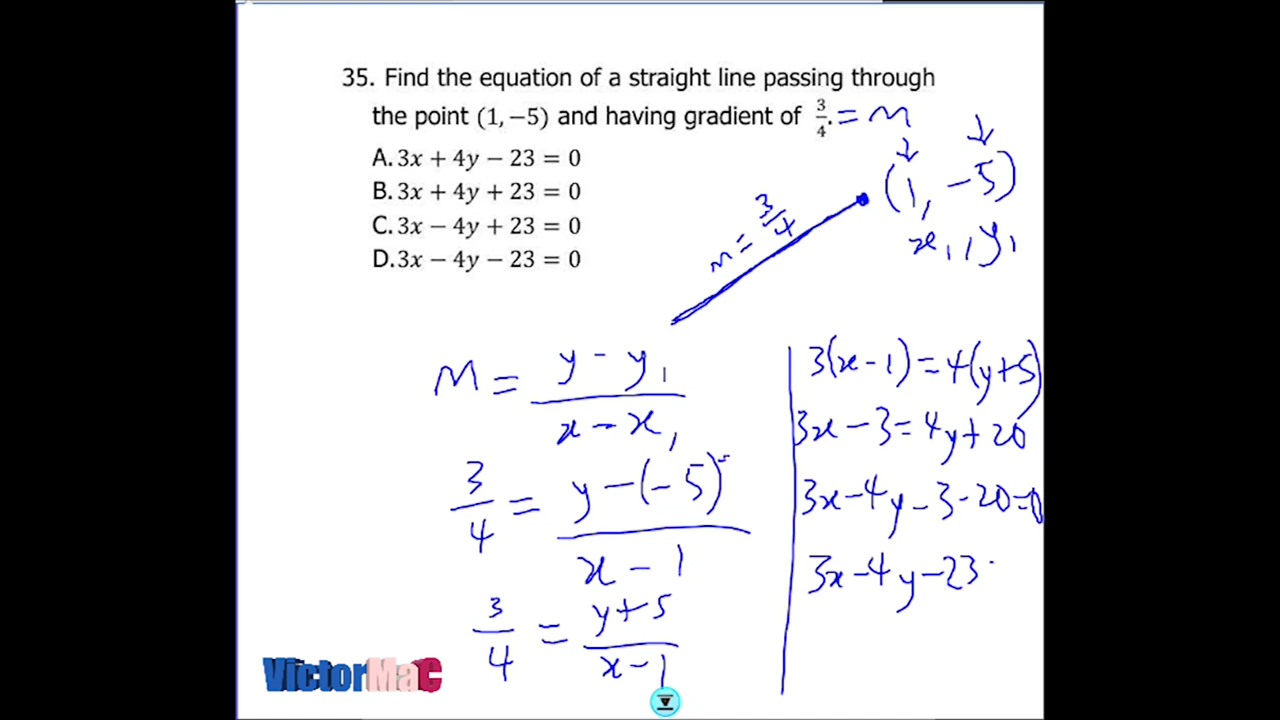 35. Find the equation of a straight line passing through
the point (1, −5) and having gradient of 3/4. = m
A. 3x + 4y − 23 = 0
B. 3x + 4y + 23 = 0
C. 3x − 4y + 23 = 0
D. 3x − 4y − 23 = 0
(1, −5)
x₁, y₁
m = 3/4
m = (y − y₁)/(x − x₁)
3/4 = (y − (−5))/(x − 1)
3/4 = (y + 5)/(x − 1)
3(x − 1) = 4(y + 5)
3x − 3 = 4y + 20
3x − 4y − 3 − 20 = 0
3x − 4y − 23
VictorMaC